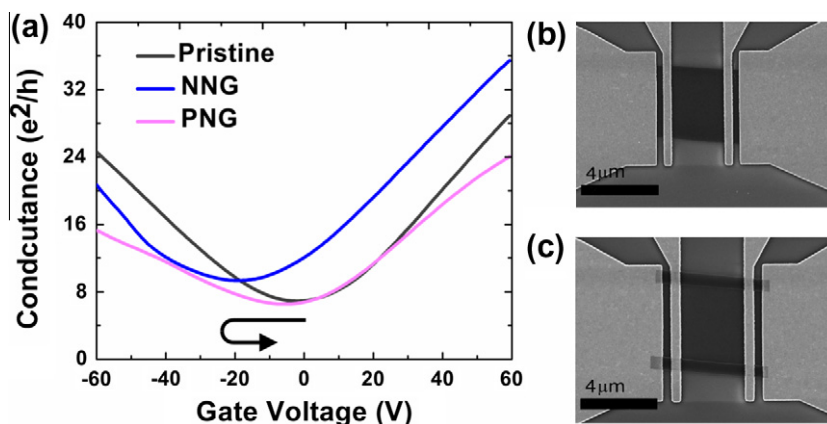 (a)
40
32
24
16
8
0
Condcutance (e²/h)
Pristine
NNG
PNG
-60
-40
-20
0
20
40
60
Gate Voltage (V)
(b)
4μm
(c)
4μm